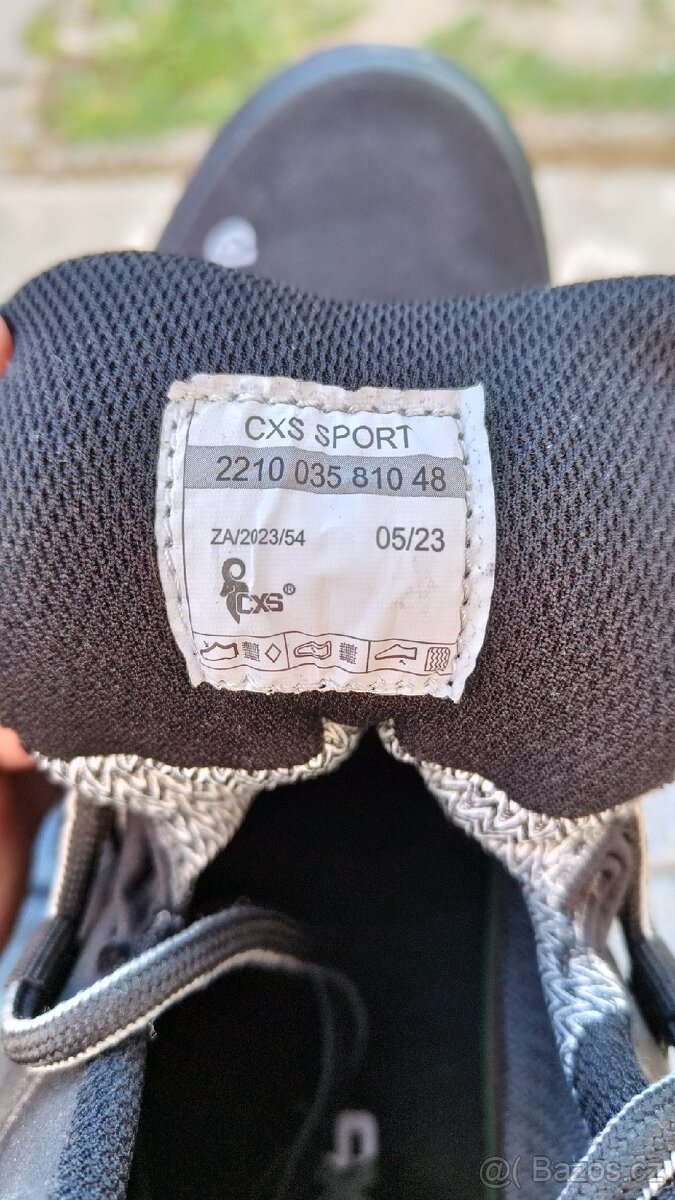 CXS SPORT
2210 035 810 48
ZA/2023/54 05/23
CXS®
@( Bazos.cz